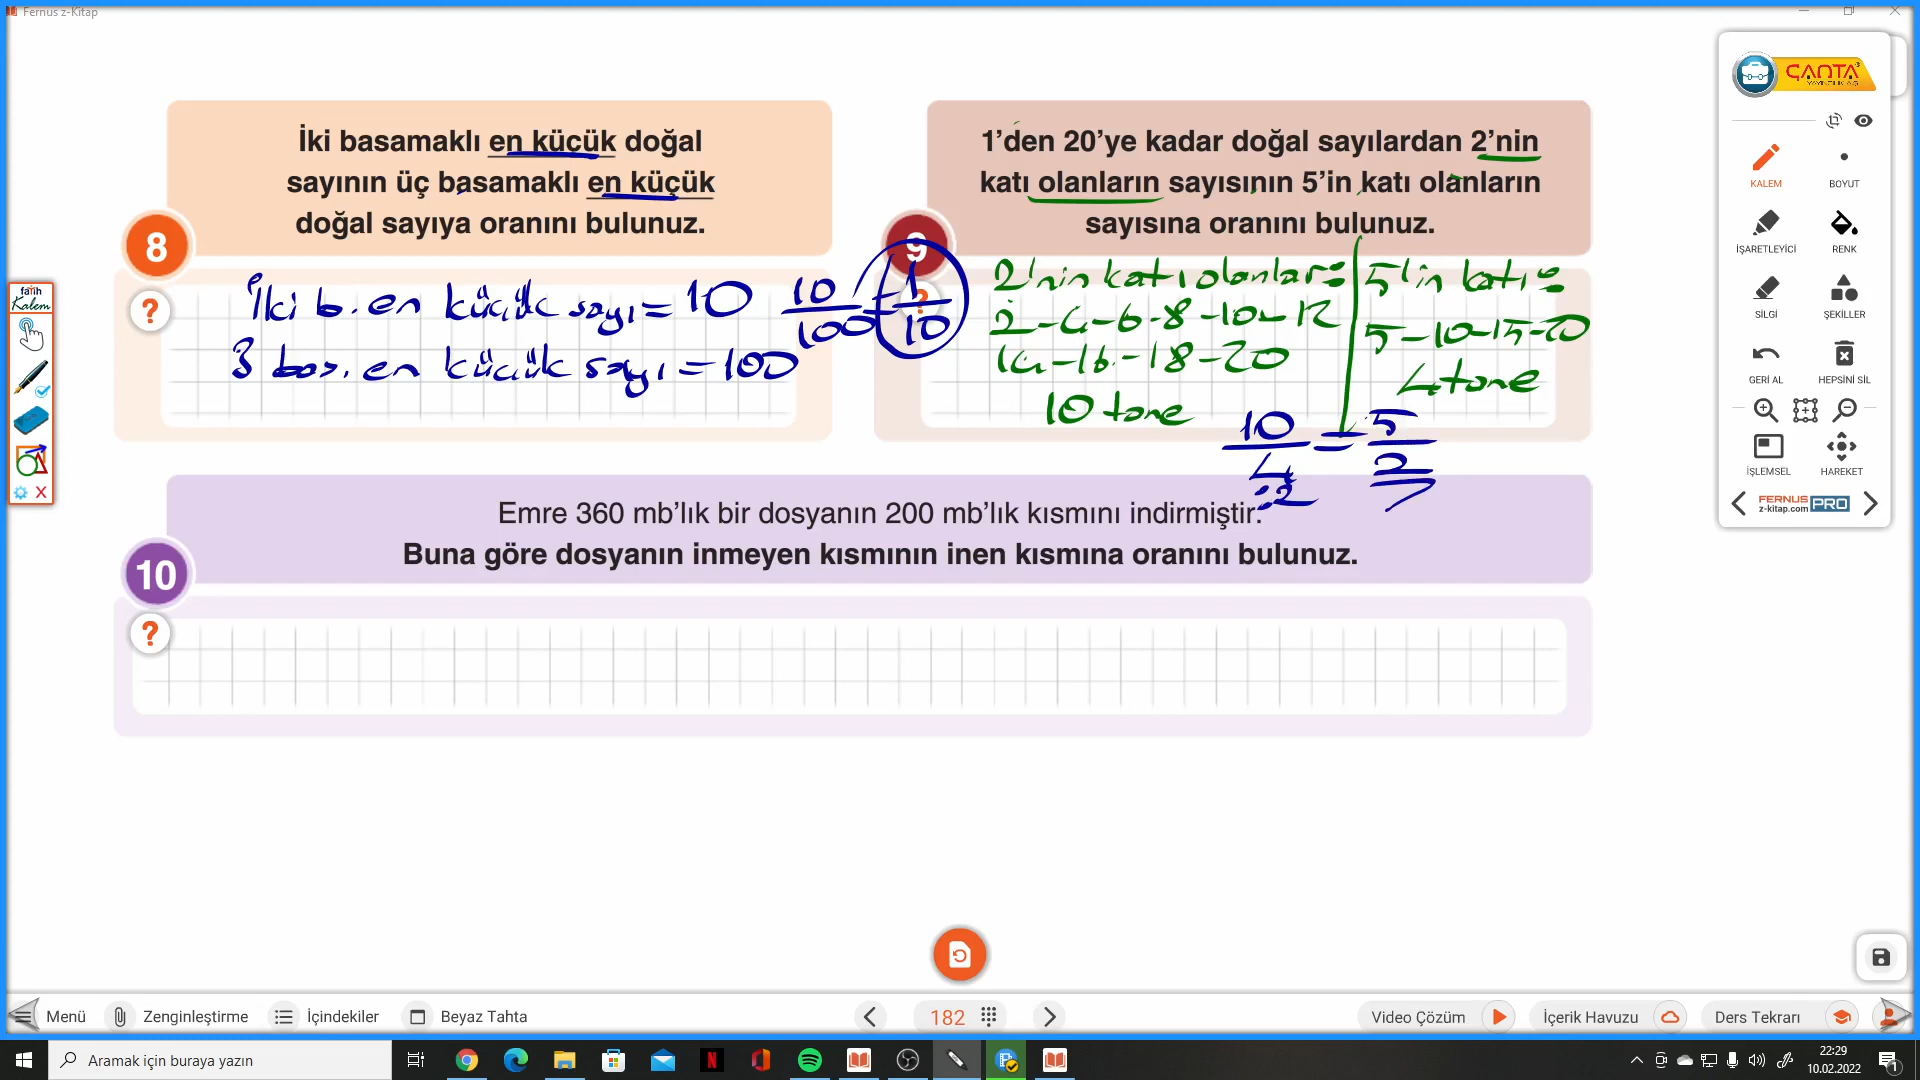 Fernus z-Kitap
İki basamaklı en küçük doğal
sayının üç basamaklı en küçük
doğal sayıya oranını bulunuz.
8
İki b. en küçük sayı = 10 10/100 = 1/10
3 bas. en küçük sayı = 100
?
1'den 20'ye kadar doğal sayılardan 2'nin
katı olanların sayısının 5'in katı olanların
sayısına oranını bulunuz.
9
?
2'nin katı olanlar =
2-4-6-8-10-12
14-16-18-20
10 tane
5'in katı =
5-10-15-20
4 tane
10/4 = 5/2
:2
Emre 360 mb'lık bir dosyanın 200 mb'lık kısmını indirmiştir.
Buna göre dosyanın inmeyen kısmının inen kısmına oranını bulunuz.
10
?
fatih
Kalem
ÇANTA
YAYINCILIK A.Ş.
KALEM BOYUT
İŞARETLEYİCİ RENK
SİLGİ ŞEKİLLER
GERİ AL HEPSİNİ SİL
İŞLEMSEL HAREKET
FERNUS
z-kitap.com PRO
Menü Zenginleştirme İçindekiler Beyaz Tahta 182 Video Çözüm İçerik Havuzu Ders Tekrarı
Aramak için buraya yazın
22:29
10.02.2022
1